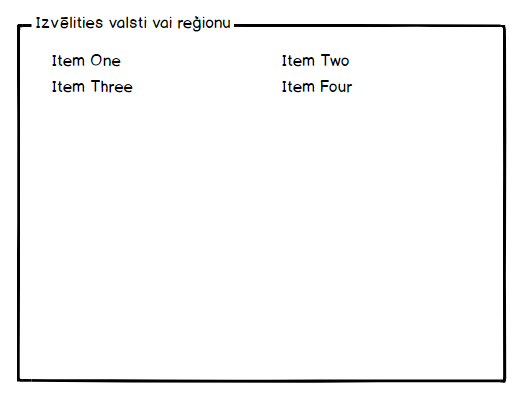 Izvēlities valsti vai reģionu
Item One Item Two
Item Three Item Four